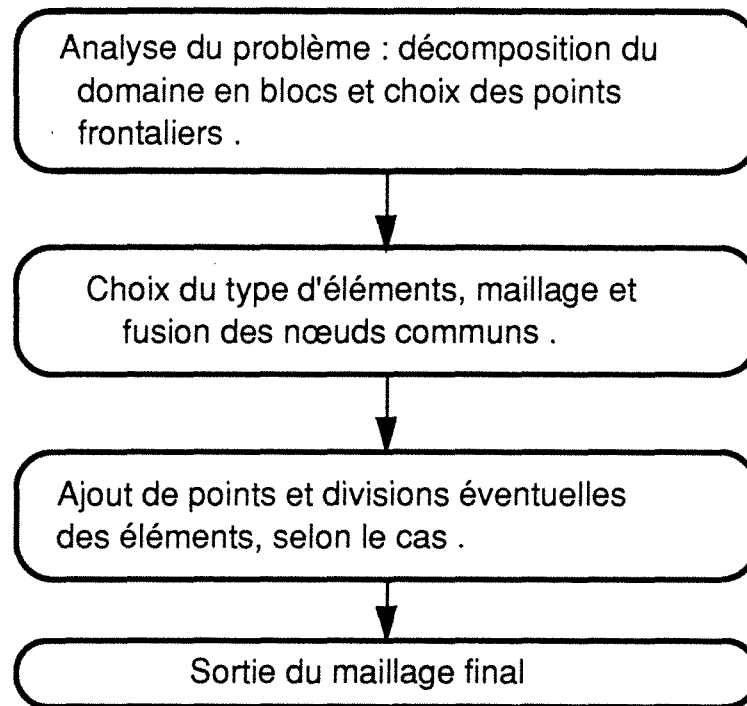 Analyse du problème : décomposition du
domaine en blocs et choix des points
frontaliers .
Choix du type d'éléments, maillage et
fusion des nœuds communs .
Ajout de points et divisions éventuelles
des éléments, selon le cas .
Sortie du maillage final